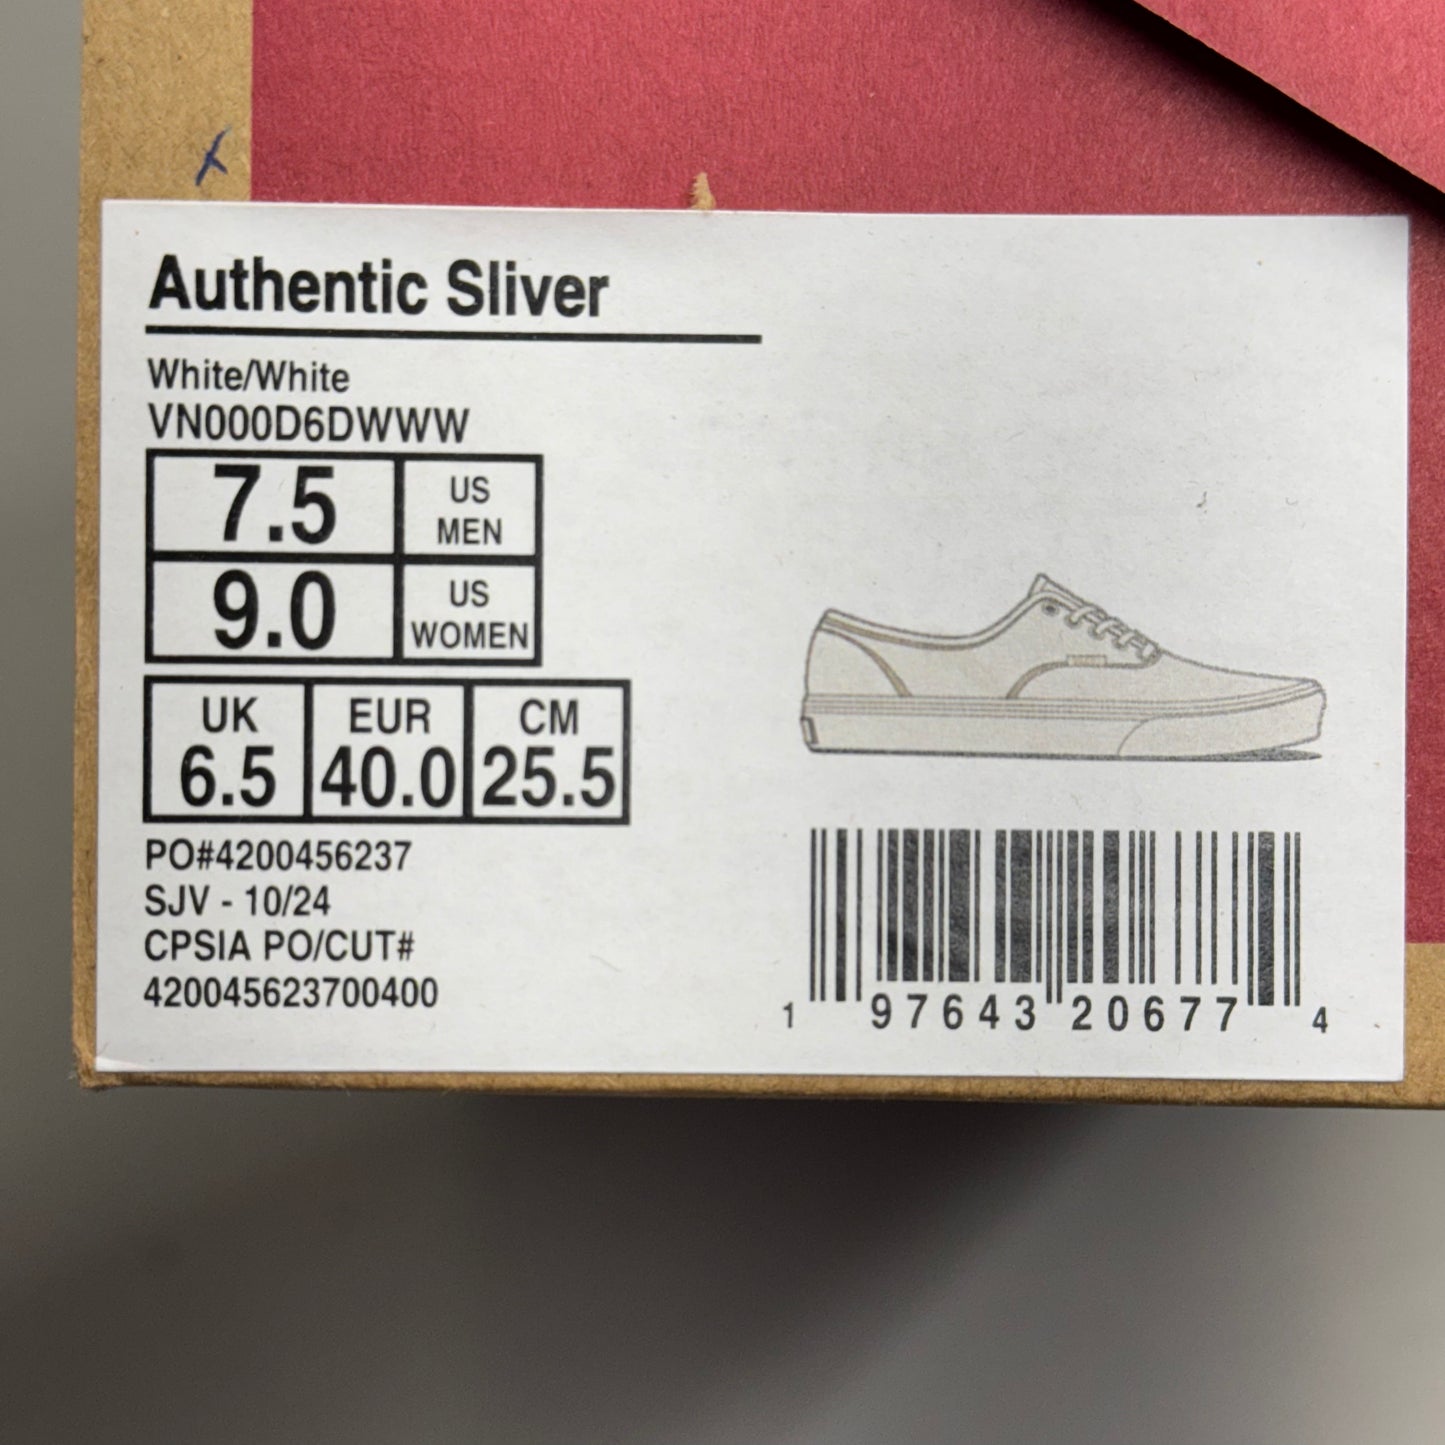 Authentic Sliver
White/White
VN000D6DWWW
7.5 US MEN
9.0 US WOMEN
UK EUR CM
6.5 40.0 25.5
PO#4200456237
SJV - 10/24
CPSIA PO/CUT#
420045623700400
1 97643 20677 4